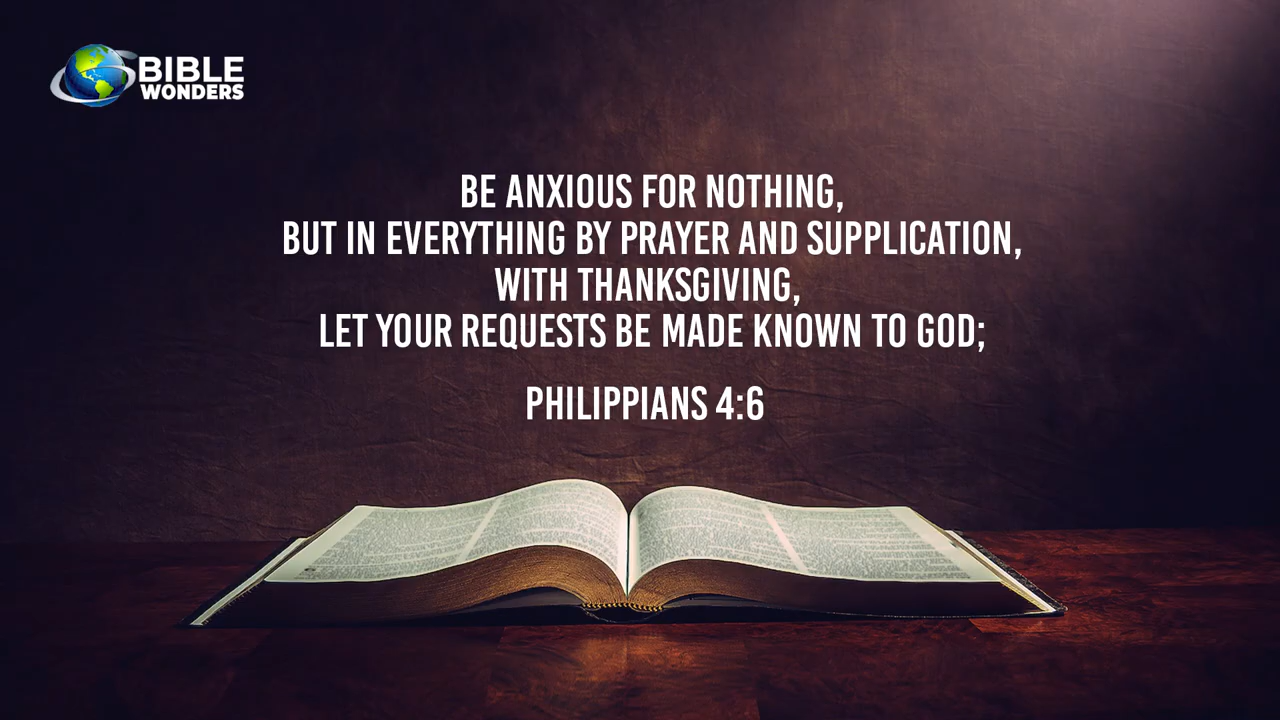 BIBLE
WONDERS
BE ANXIOUS FOR NOTHING,
BUT IN EVERYTHING BY PRAYER AND SUPPLICATION,
WITH THANKSGIVING,
LET YOUR REQUESTS BE MADE KNOWN TO GOD;
PHILIPPIANS 4:6